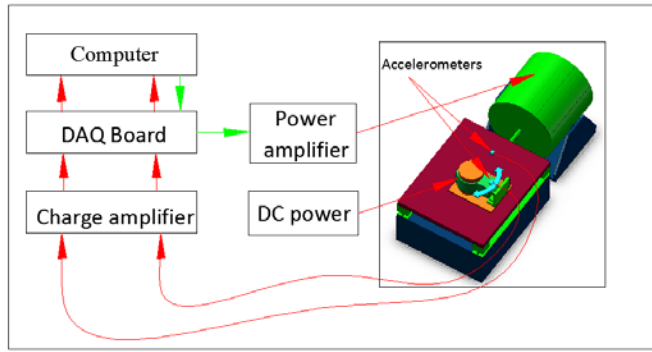 Computer
Accelerometers
DAQ Board
Power
amplifier
Charge amplifier
DC power